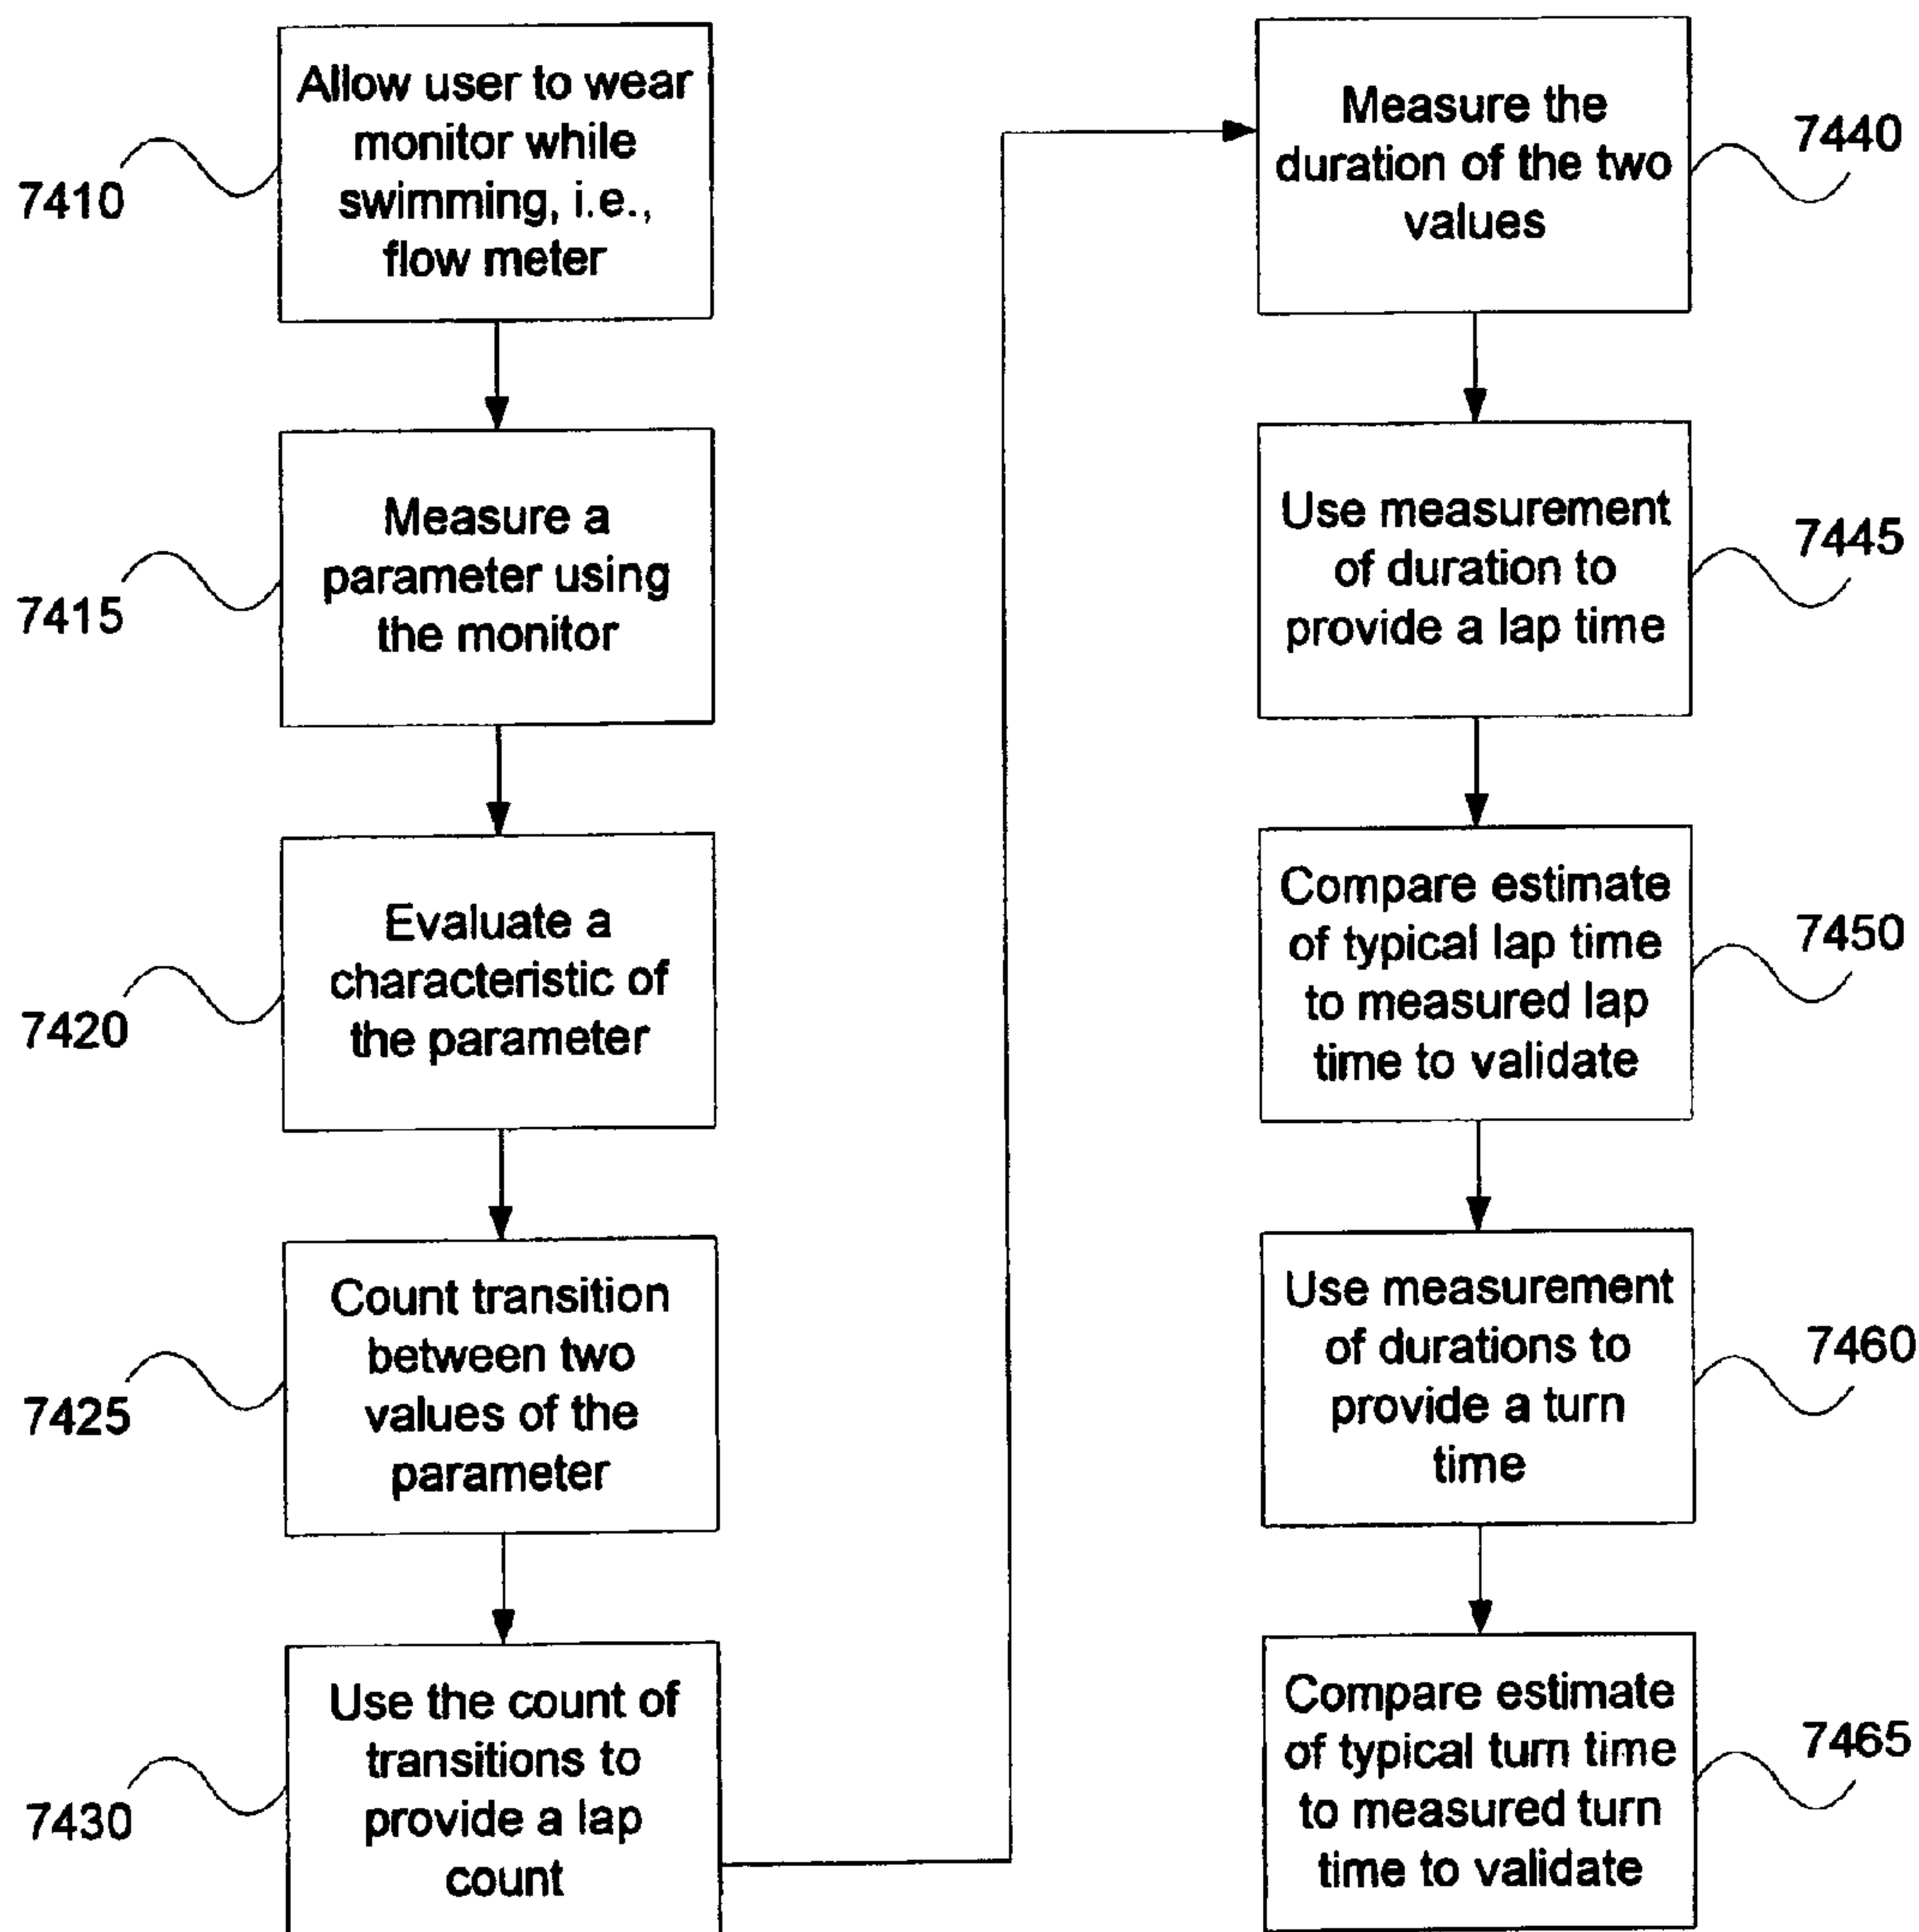 Allow user to wear
monitor while
swimming, i.e.,
flow meter
7410
Measure a
parameter using
the monitor
7415
Evaluate a
characteristic of
the parameter
7420
Count transition
between two
values of the
parameter
7425
Use the count of
transitions to
provide a lap
count
7430
Measure the
duration of the two
values
7440
Use measurement
of duration to
provide a lap time
7445
Compare estimate
of typical lap time
to measured lap
time to validate
7450
Use measurement
of durations to
provide a turn
time
7460
Compare estimate
of typical turn time
to measured turn
time to validate
7465